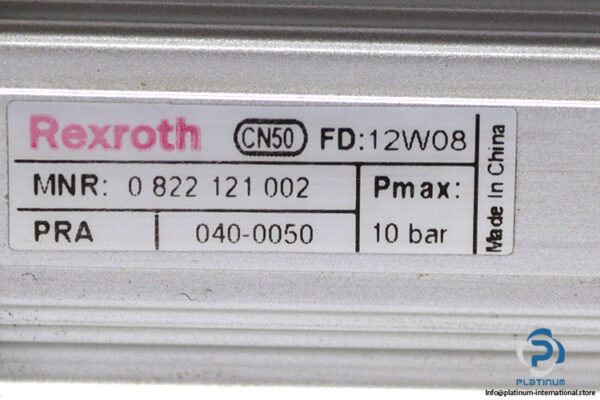 Rexroth CN50 FD:12W08
MNR: 0 822 121 002
Pmax:
PRA 040-0050
10 bar
Made In China
PLATINUM
info@platinum-international.store